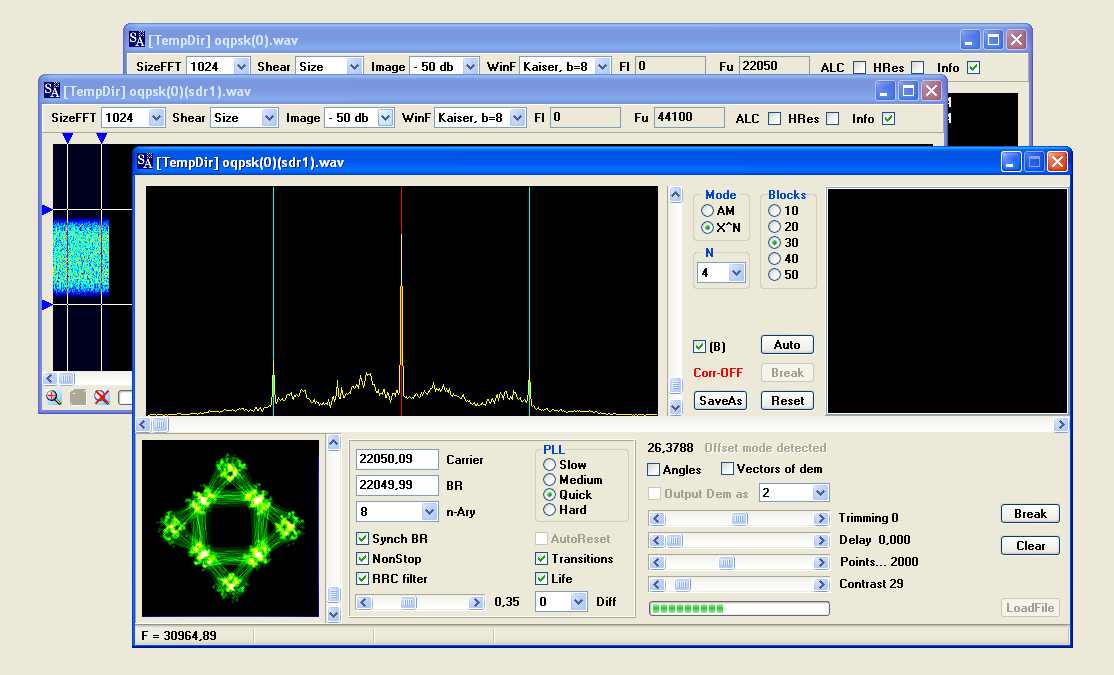 SA [TempDir] oqpsk(0).wav
SizeFFT 1024 Shear Size Image - 50 db WinF Kaiser, b=8 Fl 0 Fu 22050 ALC HRes Info
SA [TempDir] oqpsk(0)(sdr1).wav
SizeFFT 1024 Shear Size Image - 50 db WinF Kaiser, b=8 Fl 0 Fu 44100 ALC HRes Info
SA [TempDir] oqpsk(0)(sdr1).wav
Mode
AM
X^N
N
4
Blocks
10
20
30
40
50
(B) Auto
Corr-OFF Break
SaveAs Reset
22050,09 Carrier
22049,99 BR
8 n-Ary
Synch BR
NonStop
RRC filter
0,35
PLL
Slow
Medium
Quick
Hard
AutoReset
Transitions
Life
0 Diff
26,3788 Offset mode detected
Angles Vectors of dem
Output Dem as 2
Trimming 0
Delay 0,000
Points... 2000
Contrast 29
Break
Clear
LoadFile
F = 30964,89